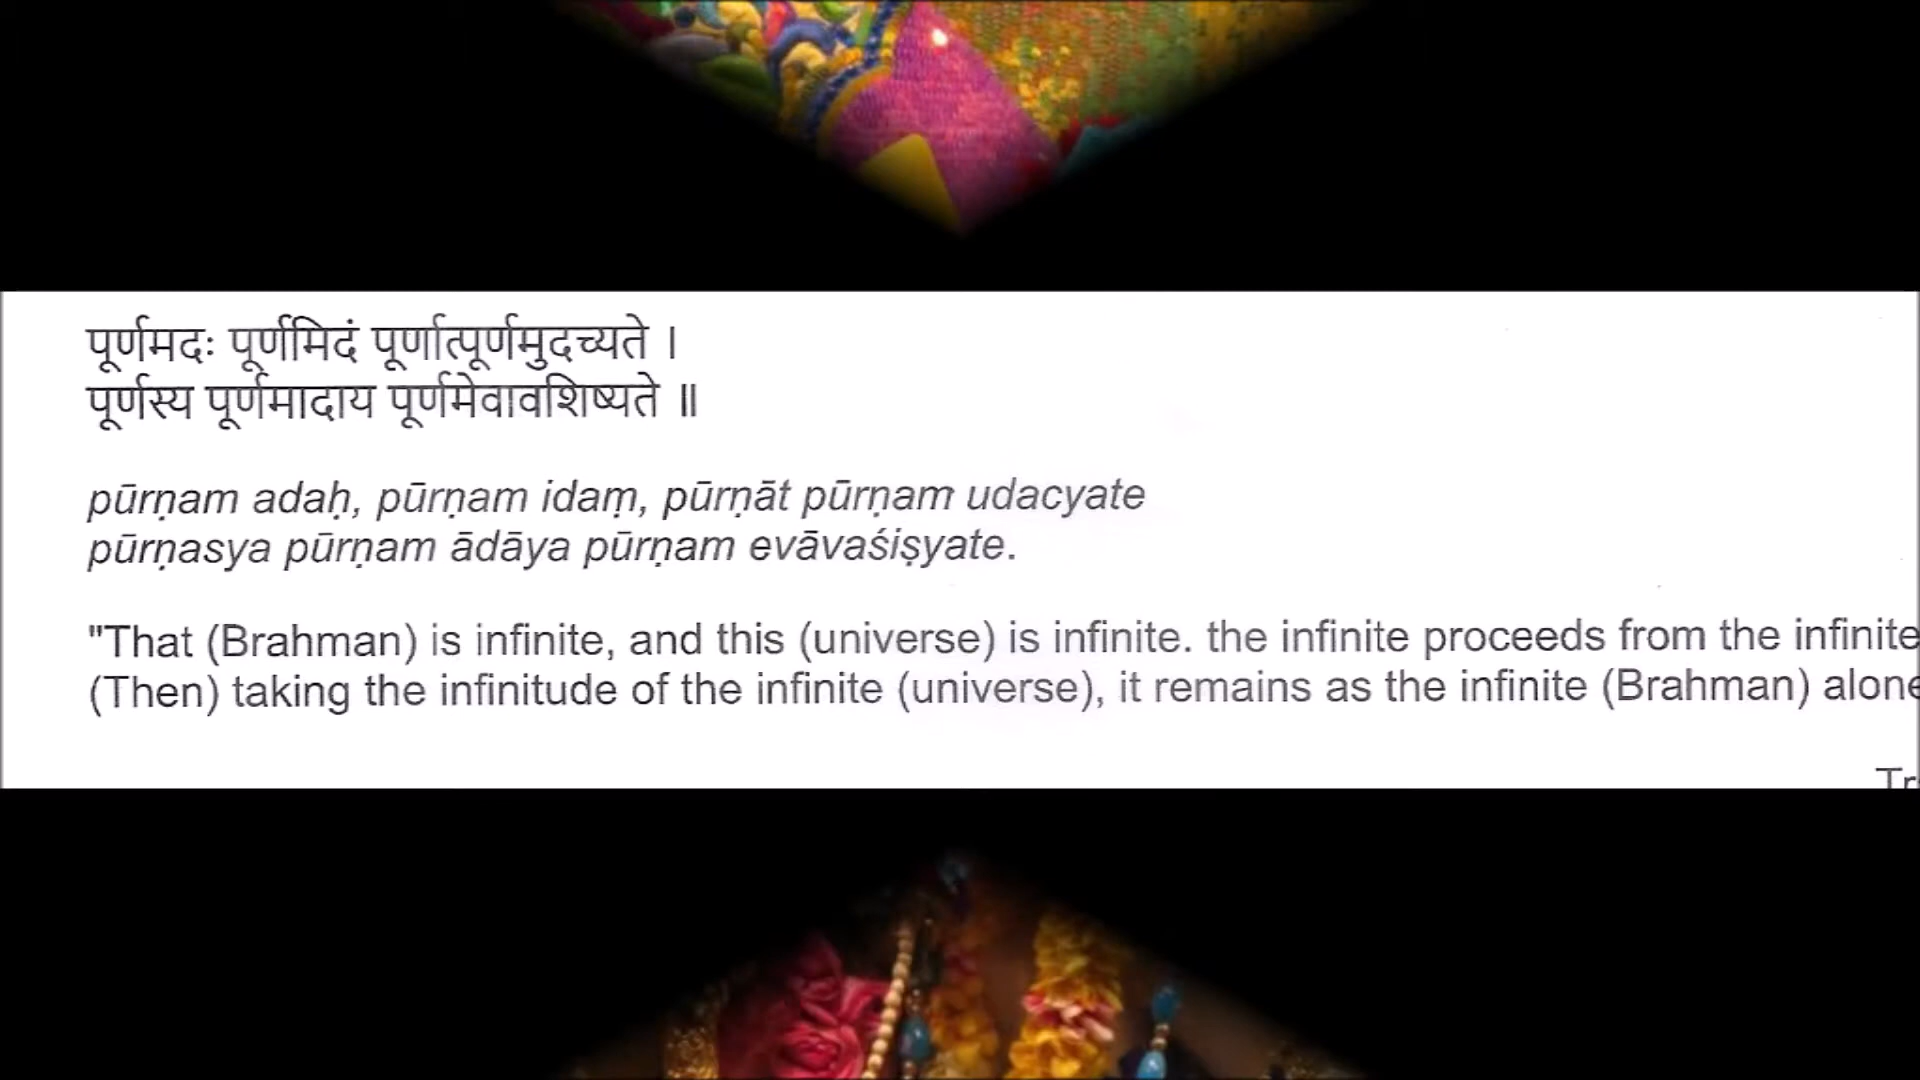 पूर्णमदः पूर्णमिदं पूर्णात्पूर्णमुदच्यते ।
पूर्णस्य पूर्णमादाय पूर्णमेवावशिष्यते ॥
pūrṇam adaḥ, pūrṇam idaṃ, pūrṇāt pūrṇam udacyate
pūrṇasya pūrṇam ādāya pūrṇam evāvaśiṣyate.
"That (Brahman) is infinite, and this (universe) is infinite. the infinite proceeds from the infinite
(Then) taking the infinitude of the infinite (universe), it remains as the infinite (Brahman) alone